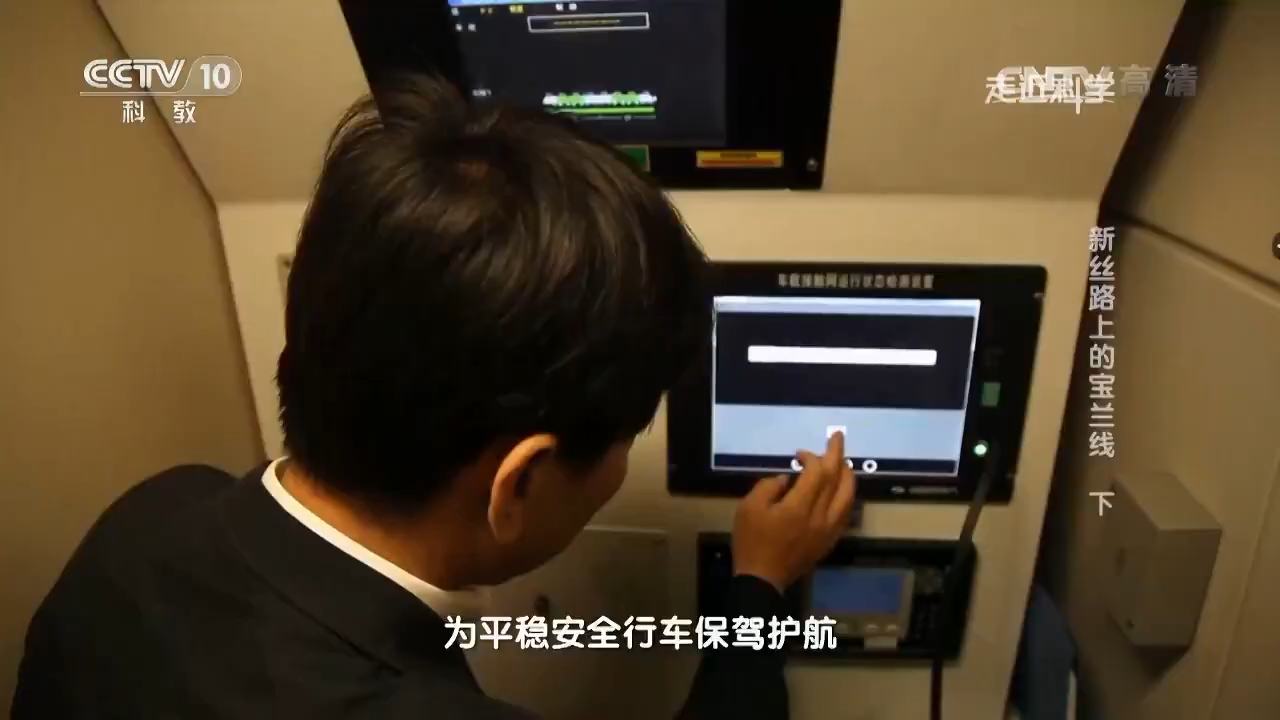 CCTV 10
科教
走近科学
高清
车载接触网运行状态检测装置
新丝路上的宝兰线 下
为平稳安全行车保驾护航